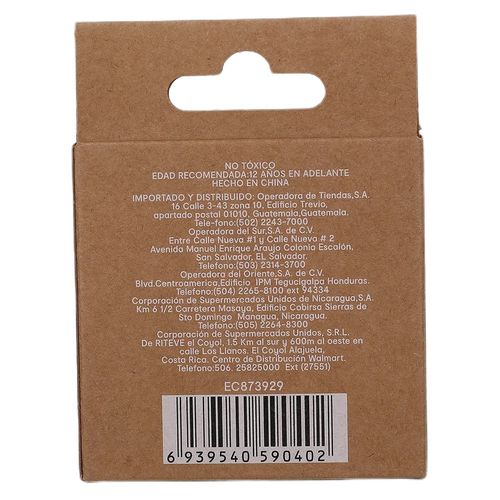 NO TÓXICO
EDAD RECOMENDADA:12 AÑOS EN ADELANTE
HECHO EN CHINA
IMPORTADO Y DISTRIBUIDO: Operadora de Tiendas,S.A.
16 Calle 3-43 zona 10, Edificio Trevio,
apartado postal 01010, Guatemala,Guatemala.
Tele-fono:(502) 2243-7000
Operadora del Sur,S.A. de C.V.
Entre Calle Nueva #1 y Calle Nueva # 2
Avenida Manuel Enrique Araujo Colonia Escalón,
San Salvador, EL Salvador.
Telefono:(503) 2314-3700
Operadora del Oriente,S.A. de C.V.
Blvd.Centroamerica,Edificio IPM Tegucigalpa Honduras.
Telefono:(504) 2265-8100 ext 94334
Corporación de Supermercados Unidos de Nicaragua,S.A.
Km 6 1/2 Carretera Masaya, Edificio Cobirsa Sierras de
Sto Domingo Managua, Nicaragua.
Telefono:(505) 2264-8300
Corporación de Supermercados Unidos, S.R.L.
De RITEVE el Coyol, 1.5 Km al sur y 600m al oeste en
calle Los Llanos. El Coyol Alajuela,
Costa Rica. Centro de Distribución Walmart.
Telefono:506. 25825000 Ext (27551)
EC873929
6 939540 590402